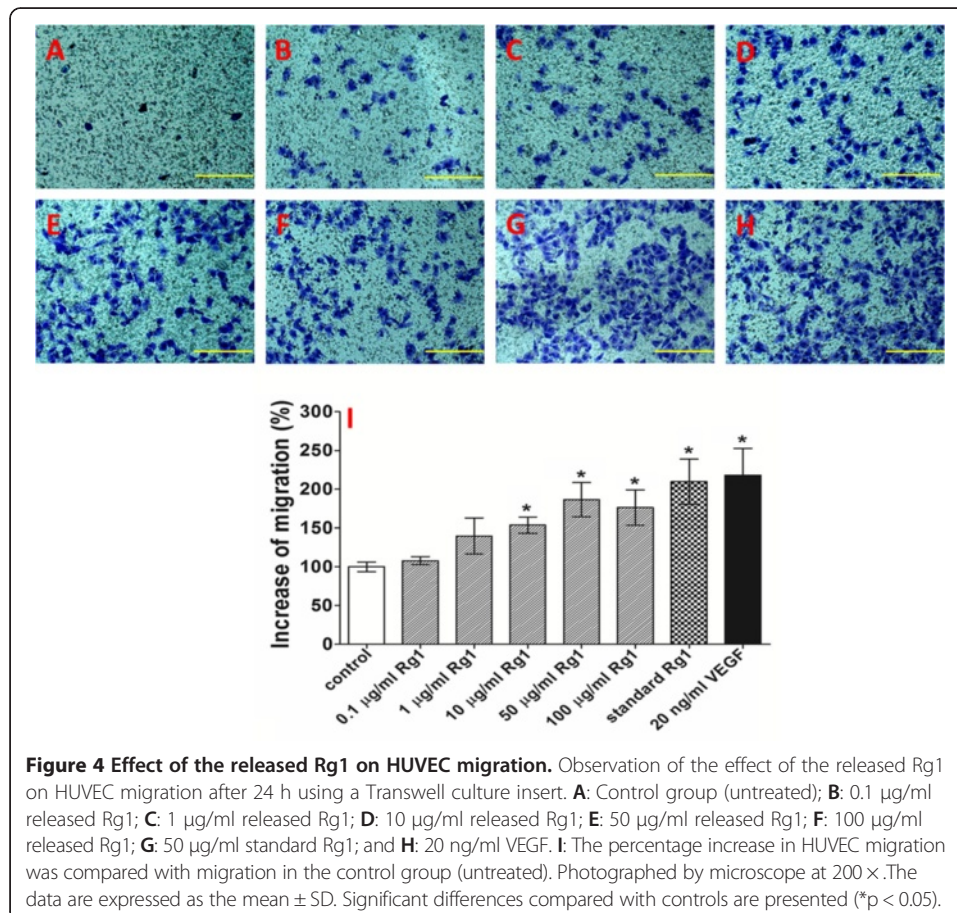 A
B
C
D
E
F
G
H
I
Increase of migration (%)
300
250
200
150
100
50
0
* * * * *
control
0.1 µg/ml Rg1
1 µg/ml Rg1
10 µg/ml Rg1
50 µg/ml Rg1
100 µg/ml Rg1
standard Rg1
20 ng/ml VEGF
Figure 4 Effect of the released Rg1 on HUVEC migration. Observation of the effect of the released Rg1
on HUVEC migration after 24 h using a Transwell culture insert. A: Control group (untreated); B: 0.1 µg/ml
released Rg1; C: 1 µg/ml released Rg1; D: 10 µg/ml released Rg1; E: 50 µg/ml released Rg1; F: 100 µg/ml
released Rg1; G: 50 µg/ml standard Rg1; and H: 20 ng/ml VEGF. I: The percentage increase in HUVEC migration
was compared with migration in the control group (untreated). Photographed by microscope at 200 ×.The
data are expressed as the mean ± SD. Significant differences compared with controls are presented (*p < 0.05).